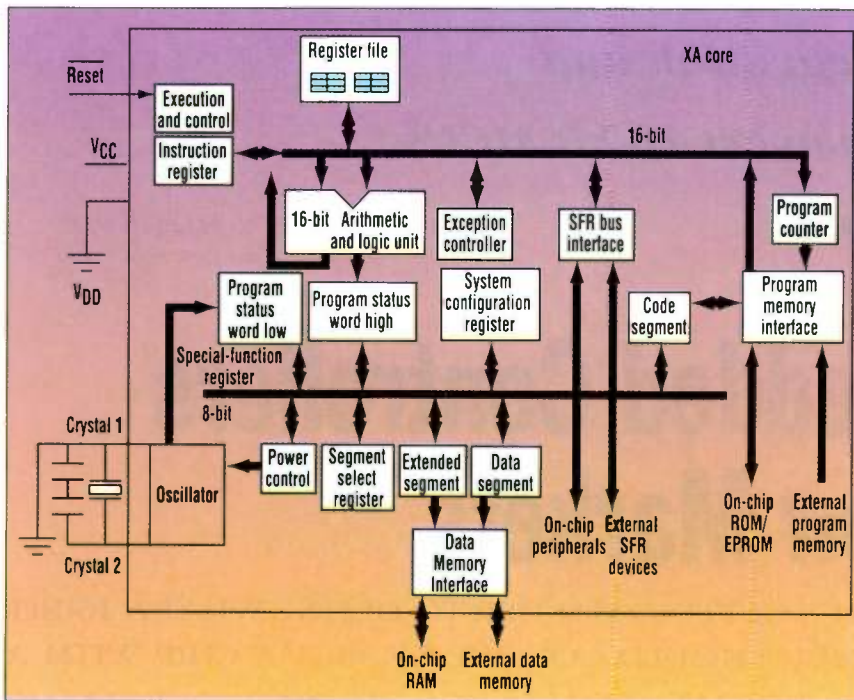 Register file
XA core
Reset
Execution
and control
VCC
Instruction
register
16-bit
16-bit Arithmetic
and logic unit
Exception
controller
SFR bus
interface
Program
counter
VDD
Program
status
word low
Program status
word high
System
configuration
register
Code
segment
Program
memory
interface
Special-function
register
8-bit
Crystal 1
Oscillator
Power
control
Segment
select
register
Extended
segment
Data
segment
On-chip
peripherals
External
SFR
devices
On-chip
ROM/
EPROM
External
program
memory
Crystal 2
Data
Memory
Interface
On-chip
RAM
External data
memory